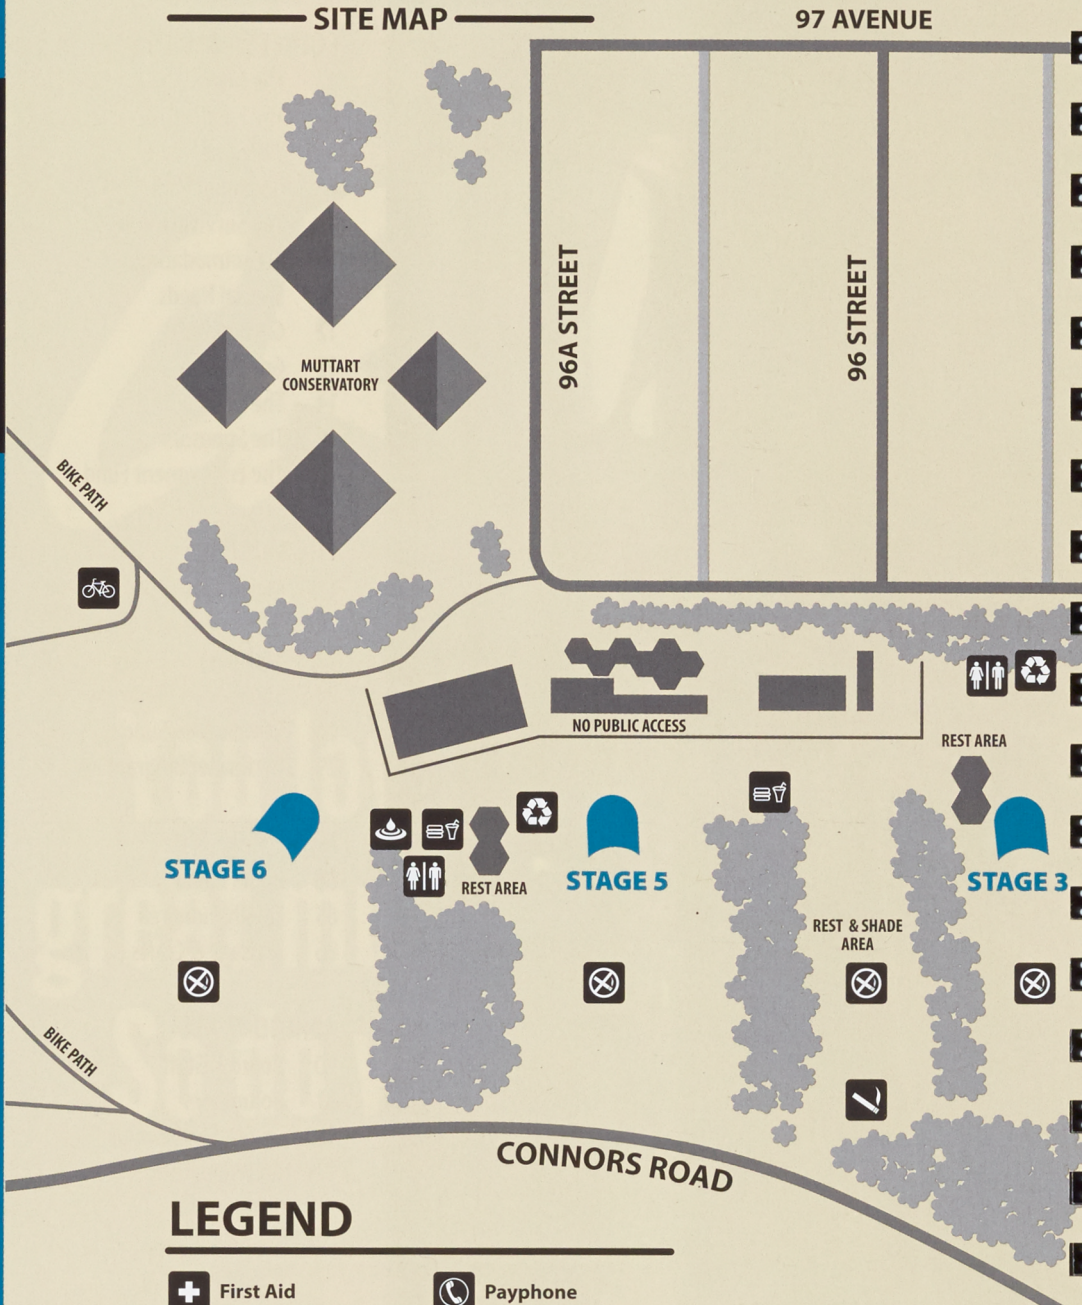 SITE MAP
97 AVENUE
96A STREET
96 STREET
MUTTART
CONSERVATORY
BIKE PATH
NO PUBLIC ACCESS
REST AREA
STAGE 6
REST AREA
STAGE 5
STAGE 3
REST & SHADE
AREA
BIKE PATH
CONNORS ROAD
LEGEND
First Aid
Payphone